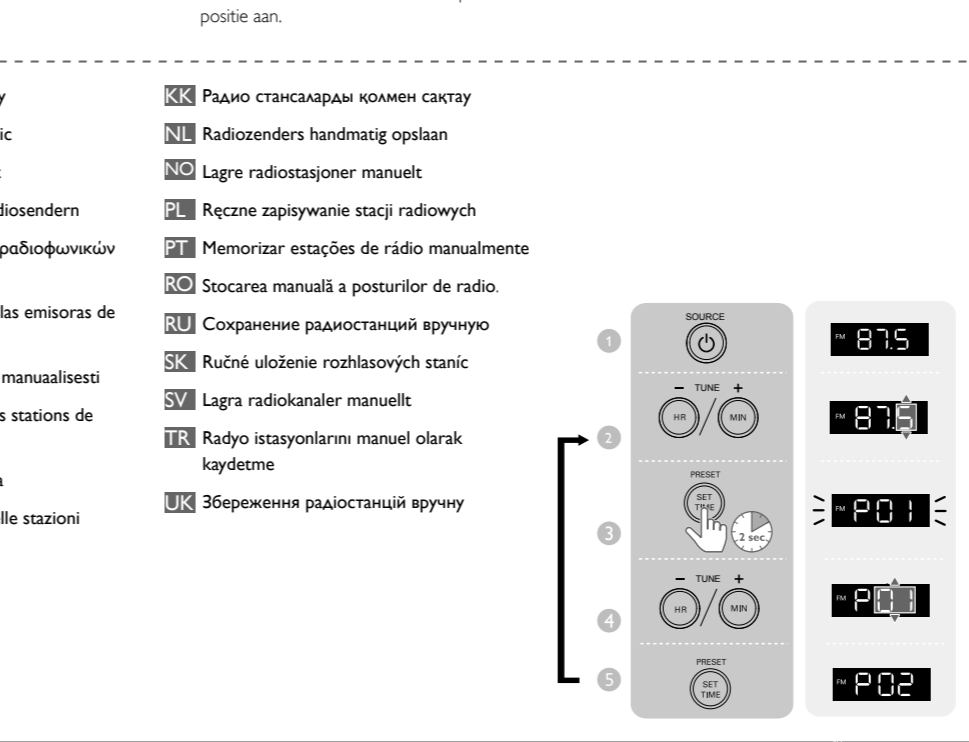 positie aan.
y
ic
diosendern
ραδιοφωνικών
las emisoras de
manuaalisesti
s stations de
a
elle stazioni
KK Радио стансаларды қолмен сақтау
NL Radiozenders handmatig opslaan
NO Lagre radiostasjoner manuelt
PL Ręczne zapisywanie stacji radiowych
PT Memorizar estações de rádio manualmente
RO Stocarea manuală a posturilor de radio.
RU Сохранение радиостанций вручную
SK Ručné uloženie rozhlasových staníc
SV Lagra radiokanaler manuellt
TR Radyo istasyonlarını manuel olarak
kaydetme
UK Збереження радіостанцій вручну
SOURCE
1
FM 87.5
− TUNE +
HR / MIN
2
FM 87.5
PRESET
SET
TIME
2 sec.
3
FM P01
− TUNE +
HR / MIN
4
FM P01
PRESET
SET
TIME
5
FM P02